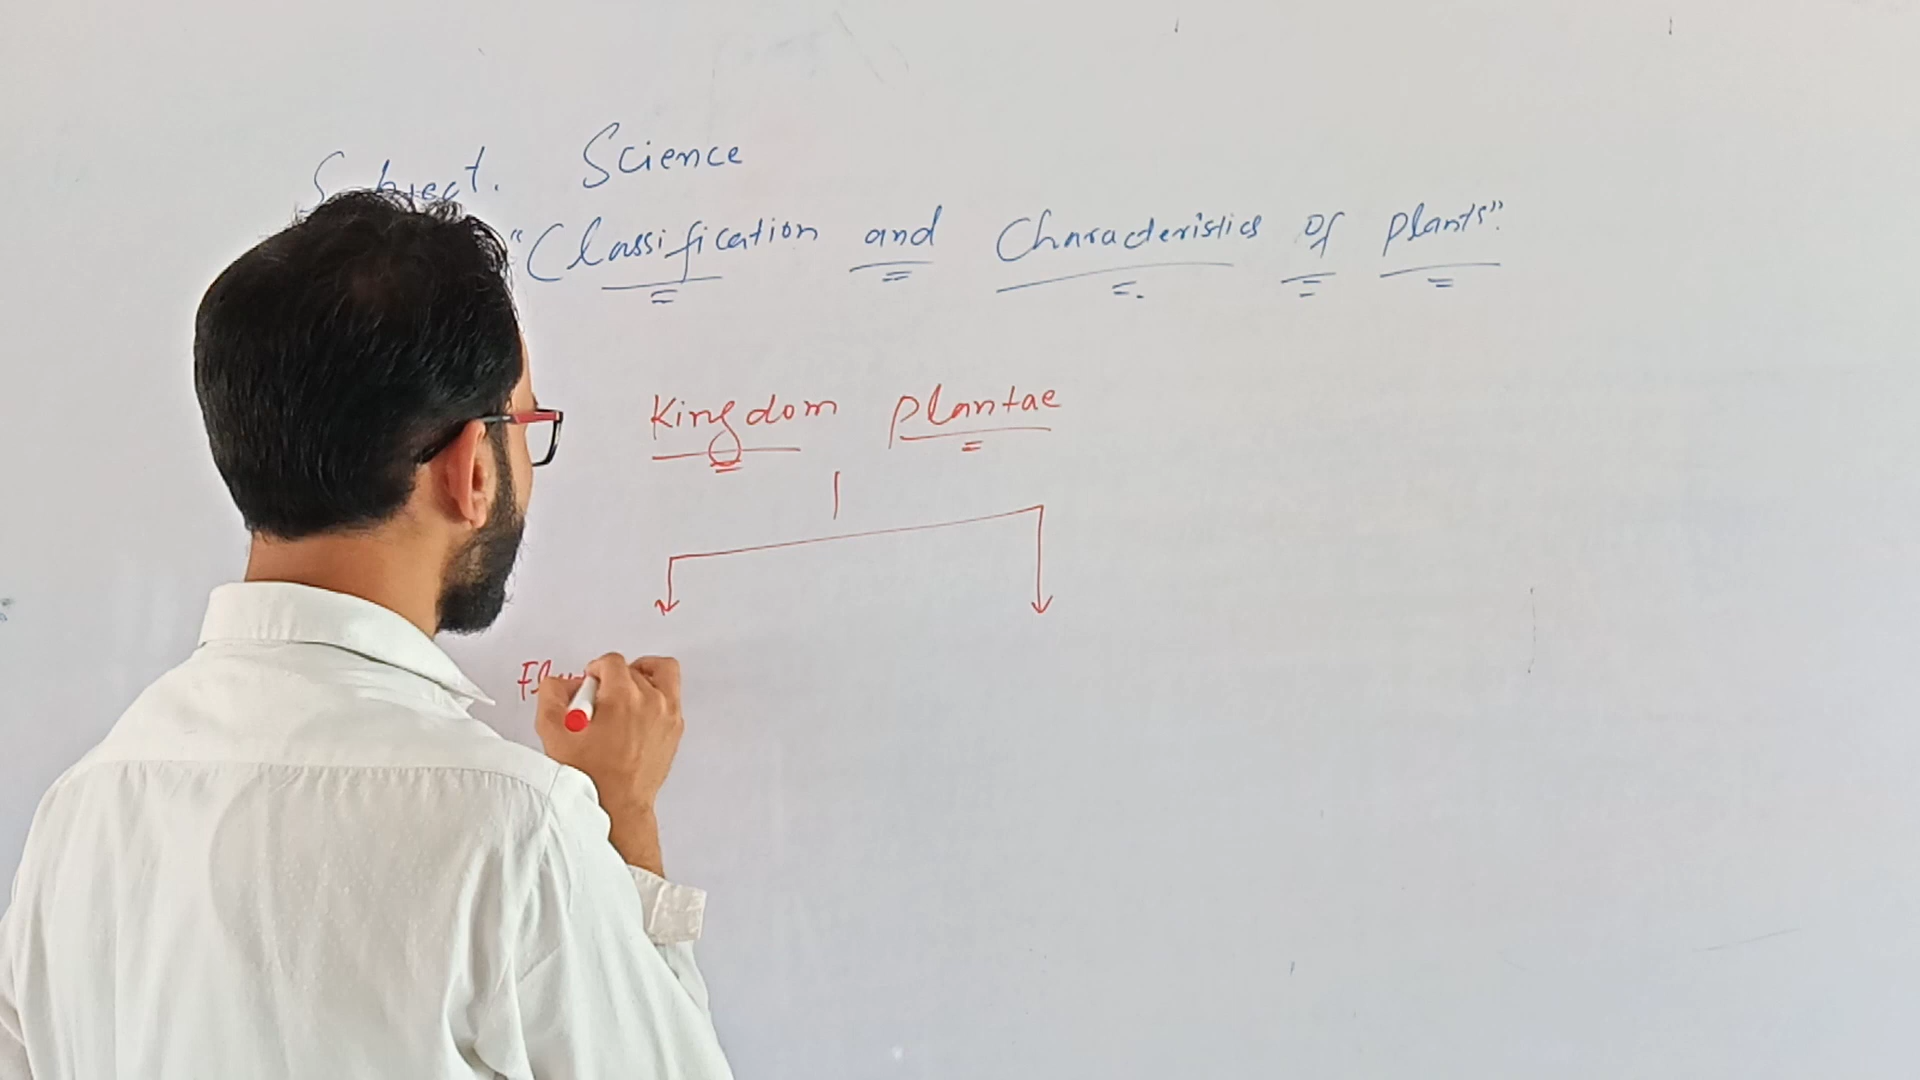 Subject. Science
"Classification and Characteristics of plants".
Kingdom plantae